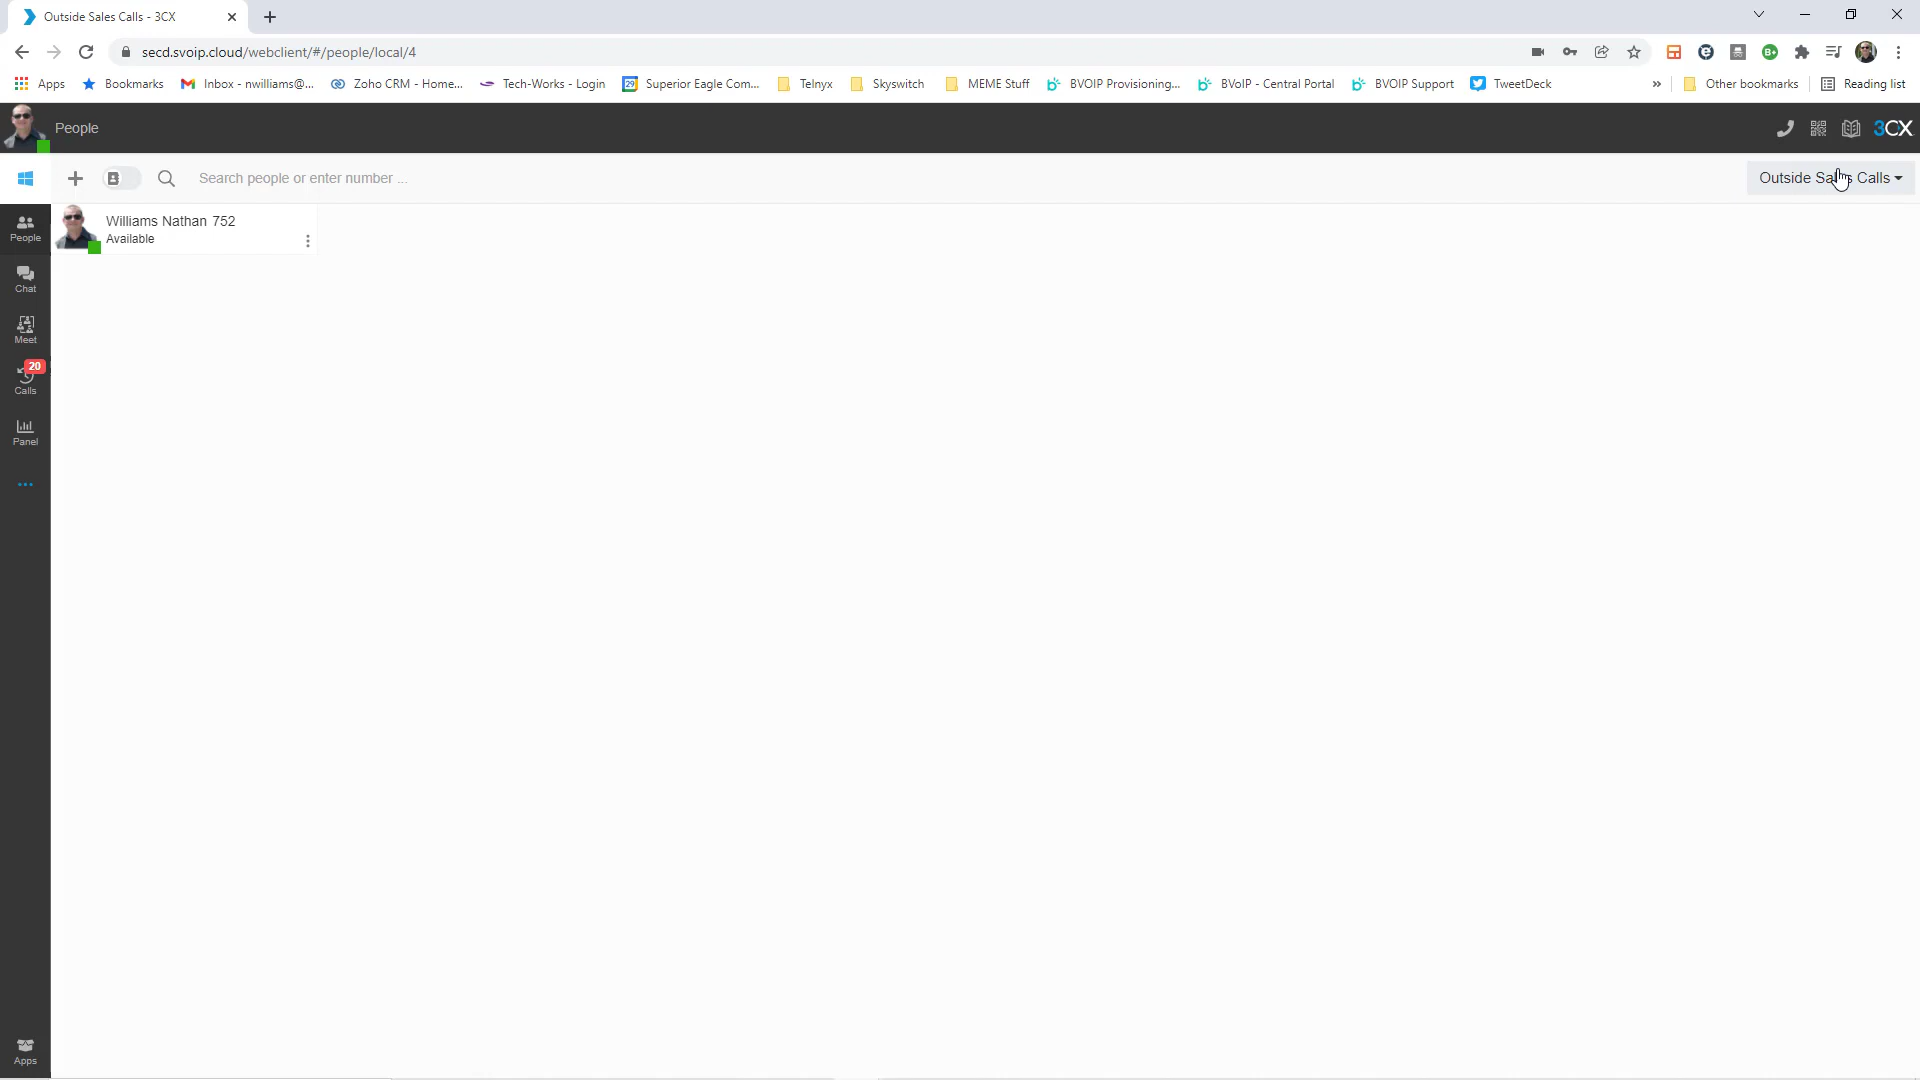 Outside Sales Calls - 3CX
secd.svoip.cloud/webclient/#/people/local/4
Apps Bookmarks Inbox - nwilliams@... Zoho CRM - Home... Tech-Works - Login 29 Superior Eagle Com... Telnyx Skyswitch MEME Stuff BVOIP Provisioning... BVoIP - Central Portal BVOIP Support TweetDeck » Other bookmarks Reading list
People 3CX
Search people or enter number ... Outside Sales Calls
Williams Nathan 752
Available
People
Chat
Meet
20
Calls
Panel
Apps